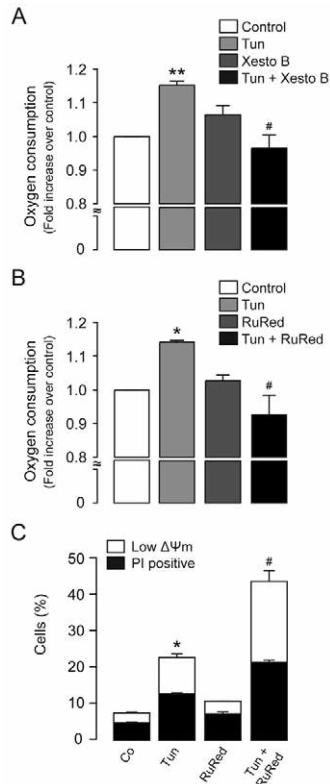 A
Control
Tun
Xesto B
Tun + Xesto B
Oxygen consumption
(Fold increase over control)
1.2
1.1
1.0
0.9
0.8
0
**
#
B
Control
Tun
RuRed
Tun + RuRed
Oxygen consumption
(Fold increase over control)
1.2
1.1
1.0
0.9
0.8
0
*
#
C
Low ΔΨm
PI positive
Cells (%)
50
40
30
20
10
0
*
#
Co
Tun
RuRed
Tun +
RuRed